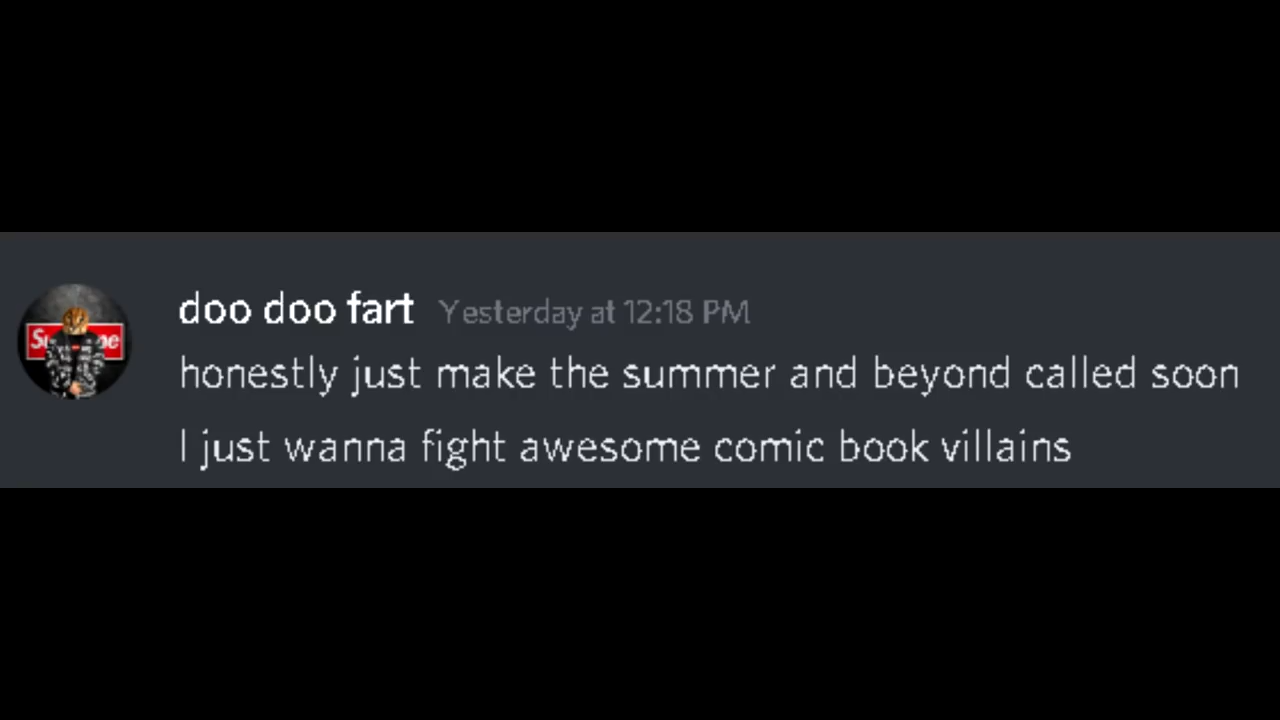 doo doo fart Yesterday at 12:18 PM
honestly just make the summer and beyond called soon
I just wanna fight awesome comic book villains